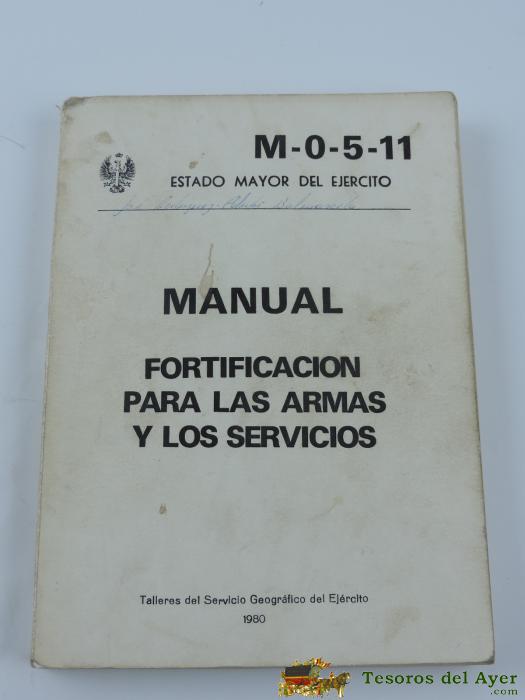 M-0-5-11
ESTADO MAYOR DEL EJERCITO
MANUAL
FORTIFICACION
PARA LAS ARMAS
Y LOS SERVICIOS
Talleres del Servicio Geográfico del Ejército
1980
Tesoros del Ayer
.com